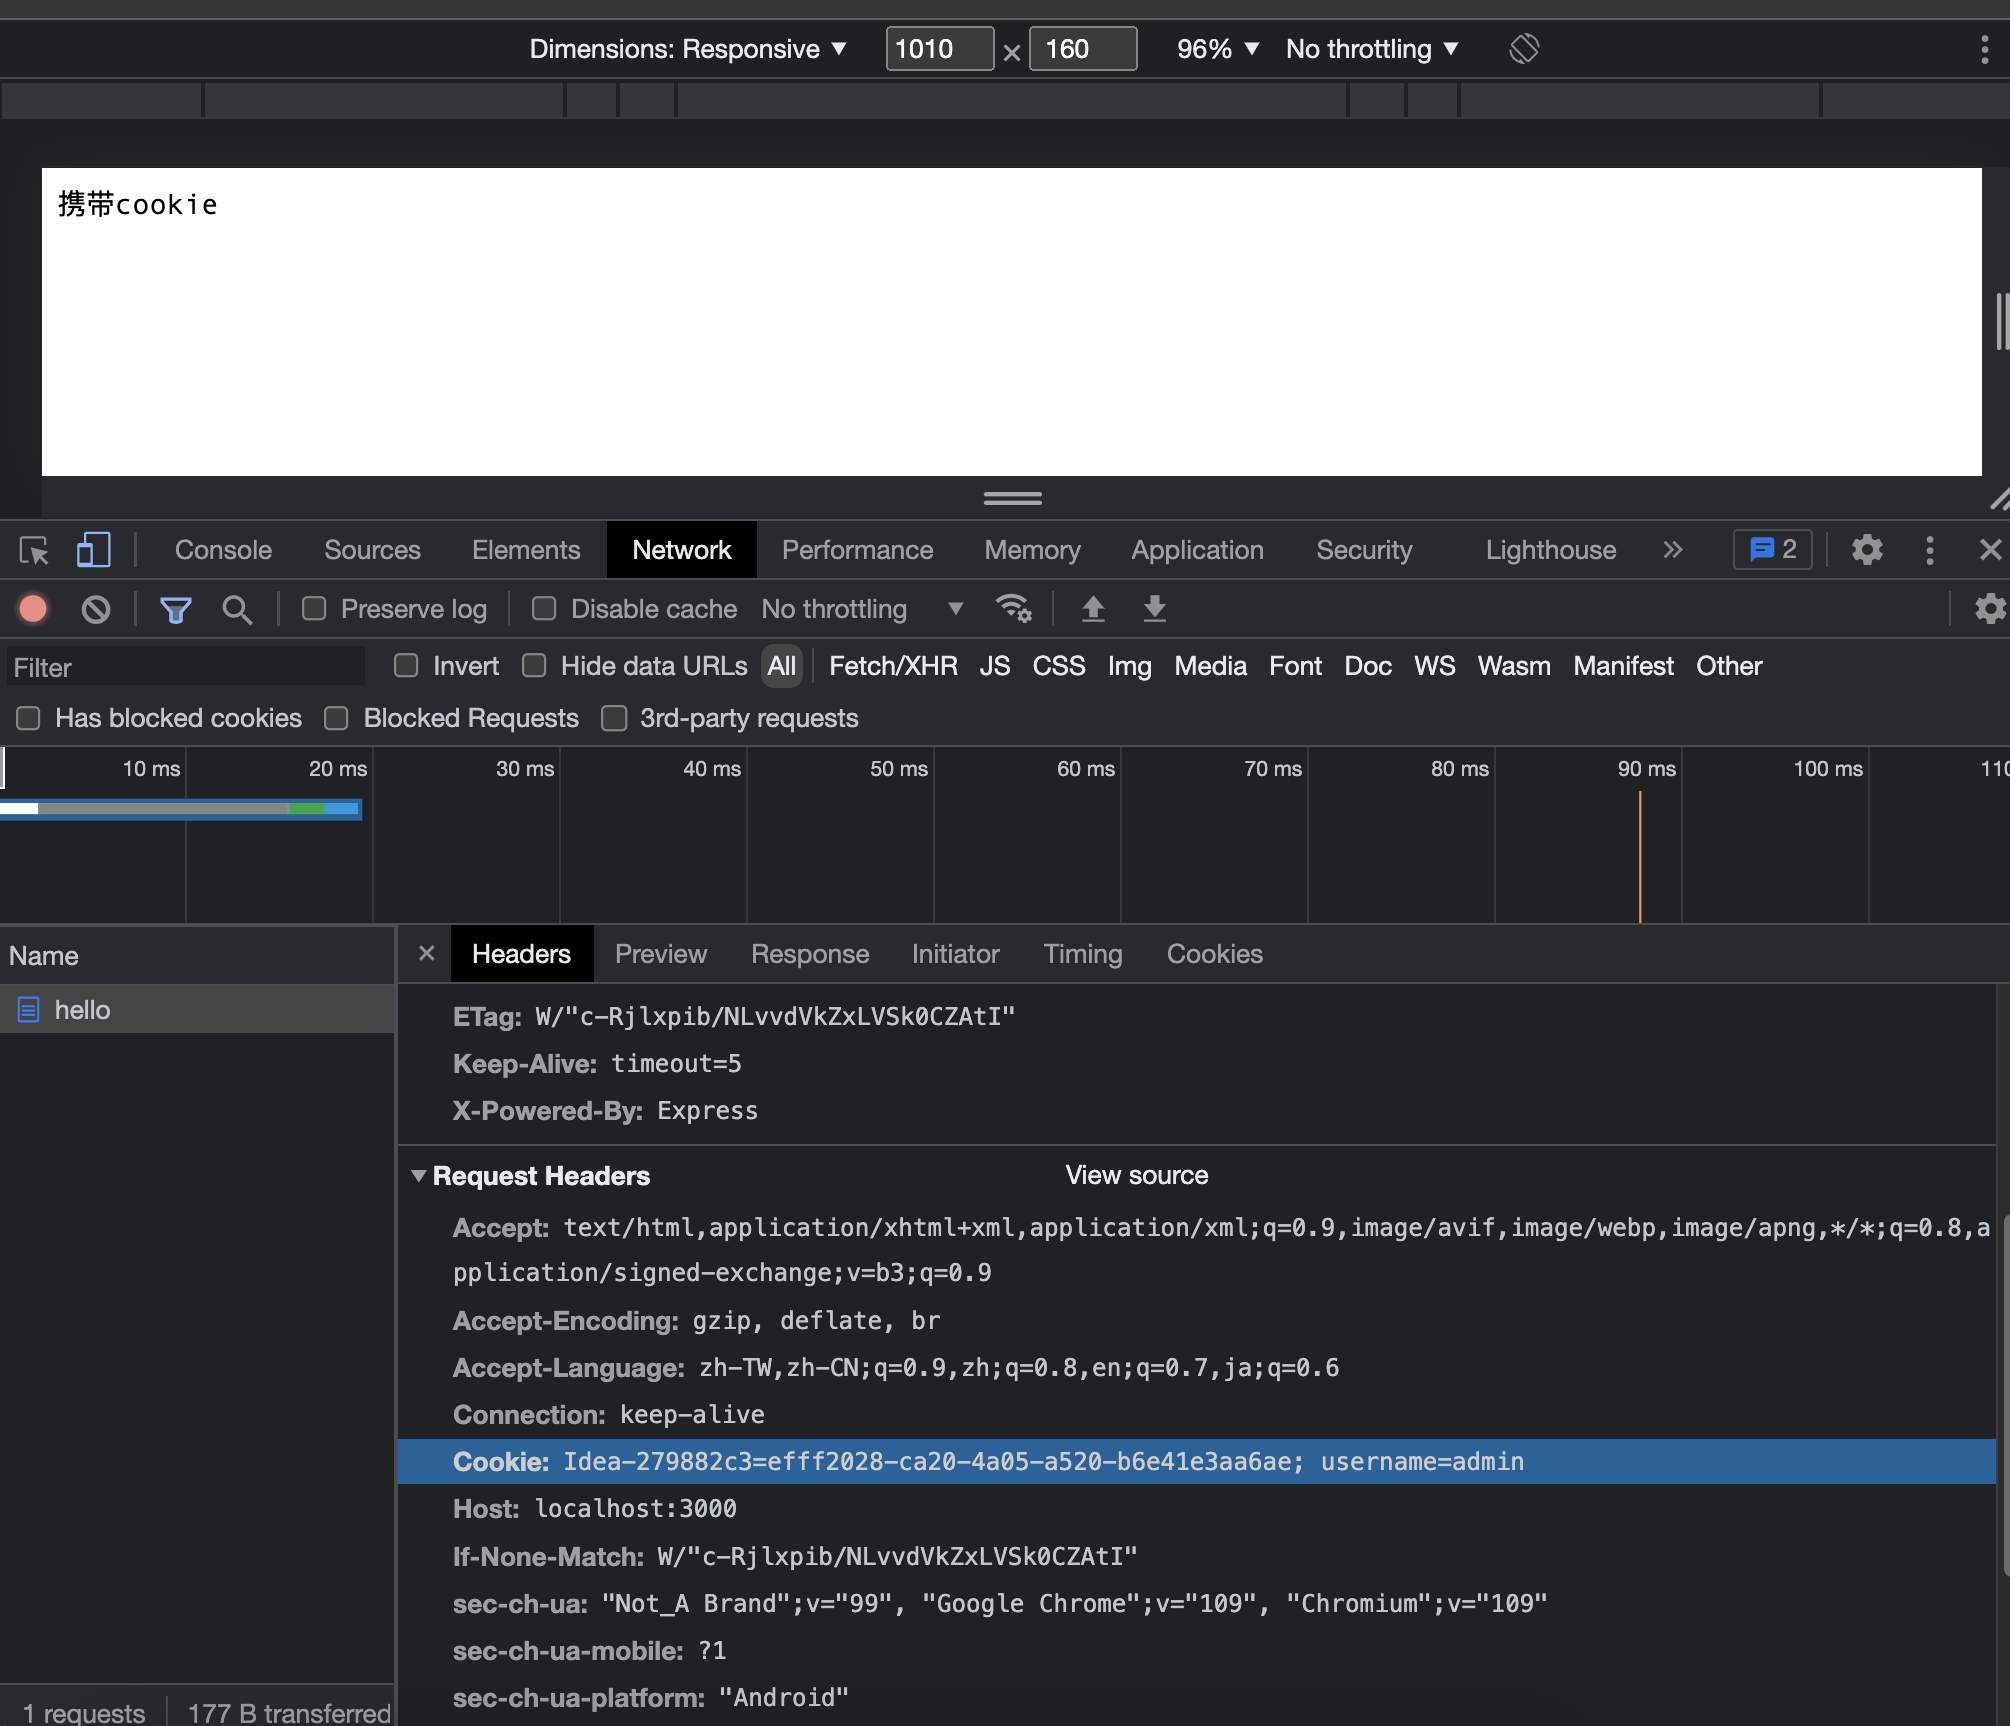 Dimensions: Responsive ▼ 1010 × 160 96% ▼ No throttling ▼
携带cookie
Console Sources Elements Network Performance Memory Application Security Lighthouse » 2
Preserve log Disable cache No throttling ▼
Filter Invert Hide data URLs All Fetch/XHR JS CSS Img Media Font Doc WS Wasm Manifest Other
Has blocked cookies Blocked Requests 3rd-party requests
10 ms 20 ms 30 ms 40 ms 50 ms 60 ms 70 ms 80 ms 90 ms 100 ms 110
Name × Headers Preview Response Initiator Timing Cookies
hello
ETag: W/"c-Rjlxpib/NLvvdVkZxLVSk0CZAtI"
Keep-Alive: timeout=5
X-Powered-By: Express
▼ Request Headers View source
Accept: text/html,application/xhtml+xml,application/xml;q=0.9,image/avif,image/webp,image/apng,*/*;q=0.8,a
pplication/signed-exchange;v=b3;q=0.9
Accept-Encoding: gzip, deflate, br
Accept-Language: zh-TW,zh-CN;q=0.9,zh;q=0.8,en;q=0.7,ja;q=0.6
Connection: keep-alive
Cookie: Idea-279882c3=efff2028-ca20-4a05-a520-b6e41e3aa6ae; username=admin
Host: localhost:3000
If-None-Match: W/"c-Rjlxpib/NLvvdVkZxLVSk0CZAtI"
sec-ch-ua: "Not_A Brand";v="99", "Google Chrome";v="109", "Chromium";v="109"
sec-ch-ua-mobile: ?1
sec-ch-ua-platform: "Android"
1 requests 177 B transferred